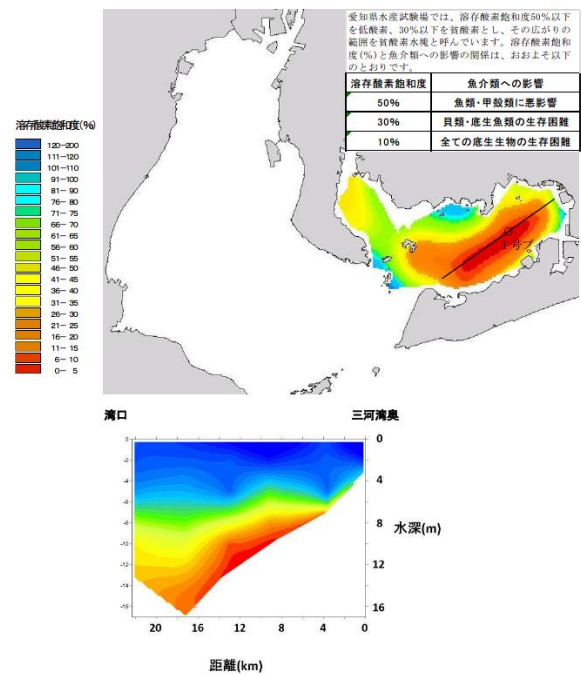 愛知県水産試験場では、溶存酸素飽和度50%以下
を低酸素、30%以下を貧酸素とし、その広がりの
範囲を貧酸素水塊と呼んでいます。溶存酸素飽和
度(%)と魚介類への影響の関係は、おおよそ以下
のとおりです。
溶存酸素飽和度 魚介類への影響
50% 魚類・甲殻類に悪影響
30% 貝類・底生魚類の生存困難
10% 全ての底生生物の生存困難
溶存酸素飽和度(%)
120-200
111-120
101-110
91-100
81- 90
76- 80
71- 75
66- 70
61- 65
56- 60
51- 55
46- 50
41- 45
36- 40
31- 35
26- 30
21- 25
16- 20
11- 15
6- 10
0- 5
1号ブイ
湾口 三河湾奥
0
-2
-4
-6
-8
-10
-12
-14
-16
0
4
8
12
16
水深(m)
20 16 12 8 4 0
距離(km)